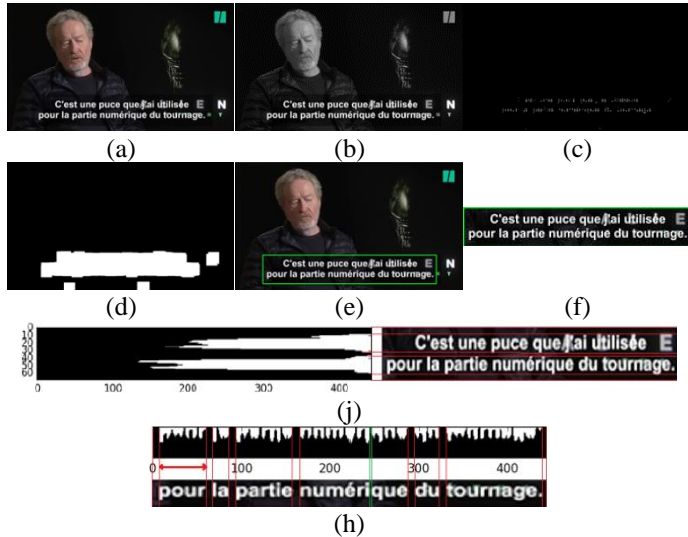 C'est une puce que j'ai utilisée E N
pour la partie numérique du tournage. N T
C'est une puce que j'ai utilisée E N
pour la partie numérique du tournage. N T
(a)
(b)
(c)
C'est une puce que j'ai utilisée E N
pour la partie numérique du tournage. N T
C'est une puce que j'ai utilisée E
pour la partie numérique du tournage.
(d)
(e)
(f)
0
10
20
30
40
50
60
0 100 200 300 400
C'est une puce que j'ai utilisée E
pour la partie numérique du tournage.
(j)
0 100 200 300 400
pour la partie numérique du tournage.
(h)